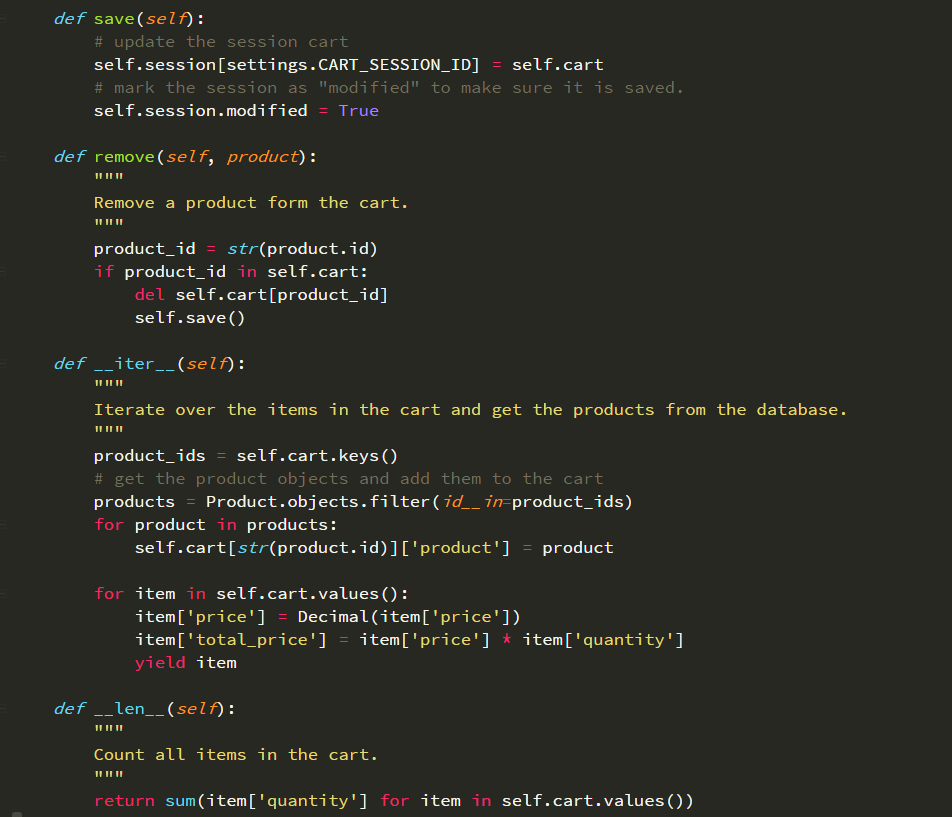 def save(self):
# update the session cart
self.session[settings.CART_SESSION_ID] = self.cart
# mark the session as "modified" to make sure it is saved.
self.session.modified = True
def remove(self, product):
"""
Remove a product form the cart.
"""
product_id = str(product.id)
if product_id in self.cart:
del self.cart[product_id]
self.save()
def __iter__(self):
"""
Iterate over the items in the cart and get the products from the database.
"""
product_ids = self.cart.keys()
# get the product objects and add them to the cart
products = Product.objects.filter(id__in=product_ids)
for product in products:
self.cart[str(product.id)]['product'] = product
for item in self.cart.values():
item['price'] = Decimal(item['price'])
item['total_price'] = item['price'] * item['quantity']
yield item
def __len__(self):
"""
Count all items in the cart.
"""
return sum(item['quantity'] for item in self.cart.values())